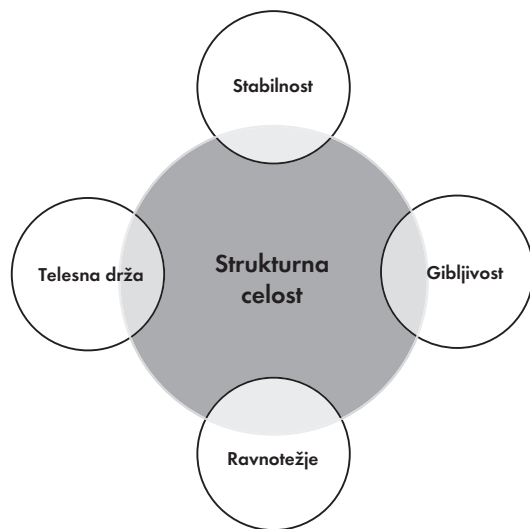 Stabilnost
Telesna drža
Strukturna
celost
Gibljivost
Ravnotežje